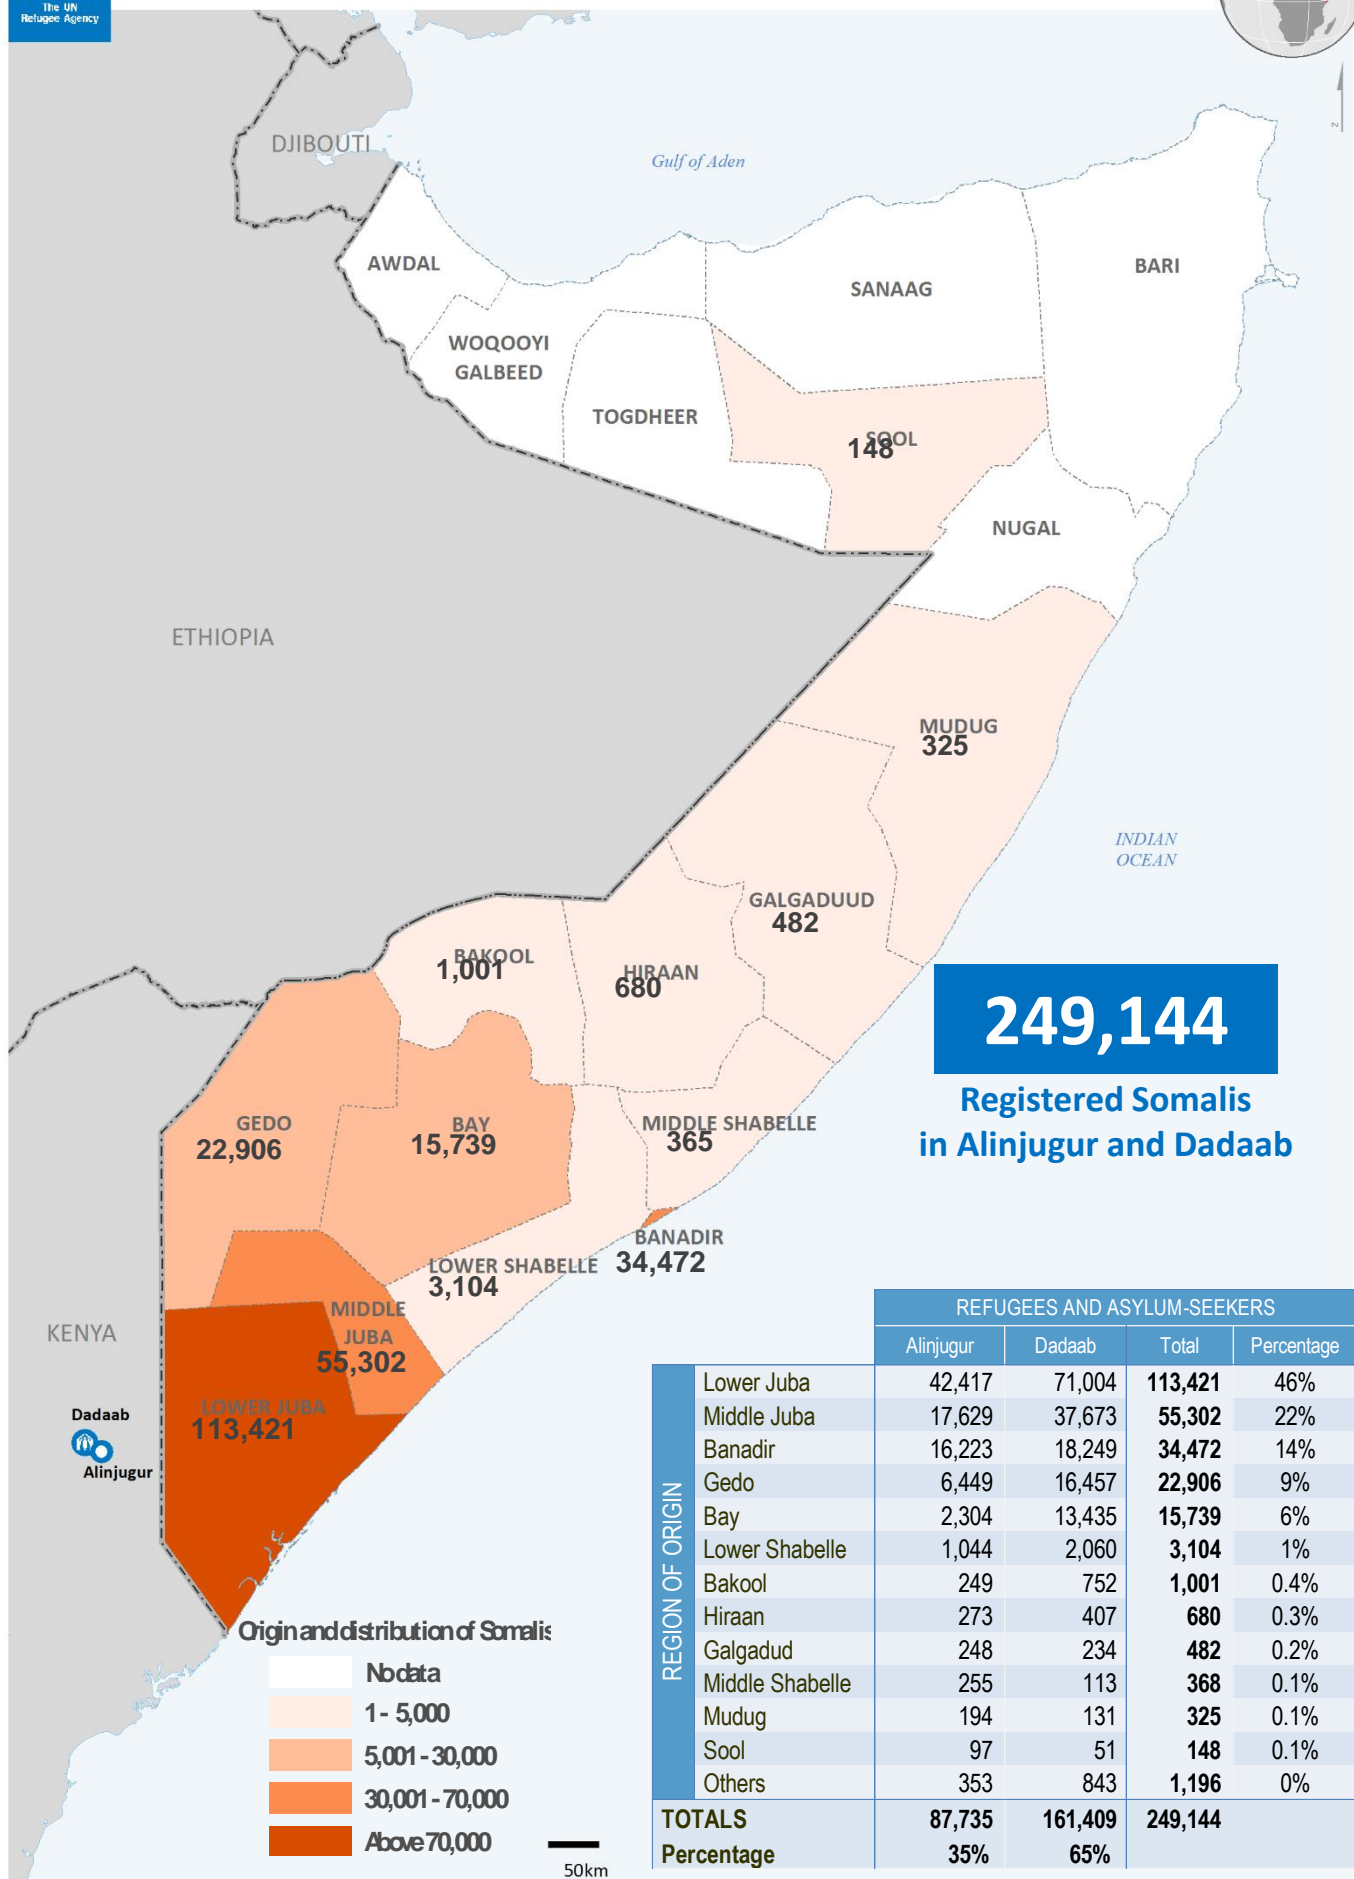 The UN
Refugee Agency
z
DJIBOUTI
Gulf of Aden
AWDAL
SANAAG
BARI
WOQOOYI
GALBEED
TOGDHEER
SOOL
148
NUGAL
ETHIOPIA
MUDUG
325
INDIAN
OCEAN
GALGADUUD
482
BAKOOL
1,001
HIRAAN
680
249,144
Registered Somalis
in Alinjugur and Dadaab
GEDO
22,906
BAY
15,739
MIDDLE SHABELLE
365
BANADIR
34,472
LOWER SHABELLE
3,104
MIDDLE
JUBA
55,302
KENYA
LOWER JUBA
113,421
Dadaab
Alinjugur
REFUGEES AND ASYLUM-SEEKERS
Alinjugur Dadaab Total Percentage
REGION OF ORIGIN
Lower Juba 42,417 71,004 113,421 46%
Middle Juba 17,629 37,673 55,302 22%
Banadir 16,223 18,249 34,472 14%
Gedo 6,449 16,457 22,906 9%
Bay 2,304 13,435 15,739 6%
Lower Shabelle 1,044 2,060 3,104 1%
Bakool 249 752 1,001 0.4%
Hiraan 273 407 680 0.3%
Galgadud 248 234 482 0.2%
Middle Shabelle 255 113 368 0.1%
Mudug 194 131 325 0.1%
Sool 97 51 148 0.1%
Others 353 843 1,196 0%
TOTALS 87,735 161,409 249,144
Percentage 35% 65%
Origin and distribution of Somalis
No data
1 - 5,000
5,001 - 30,000
30,001 - 70,000
Above 70,000
50km